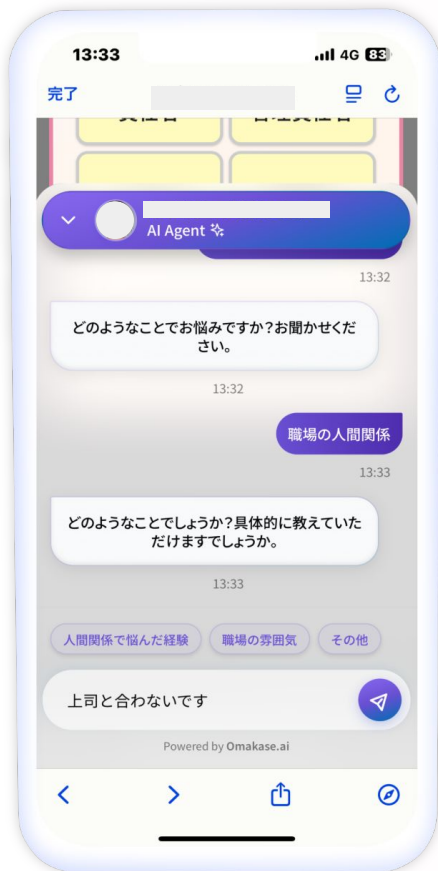 13:33
4G 83
完了
AI Agent
13:32
どのようなことでお悩みですか？お聞かせくだ
さい。
13:32
職場の人間関係
13:33
どのようなことでしょうか？具体的に教えていた
だけますでしょうか。
13:33
人間関係で悩んだ経験 職場の雰囲気 その他
上司と合わないです
Powered by Omakase.ai